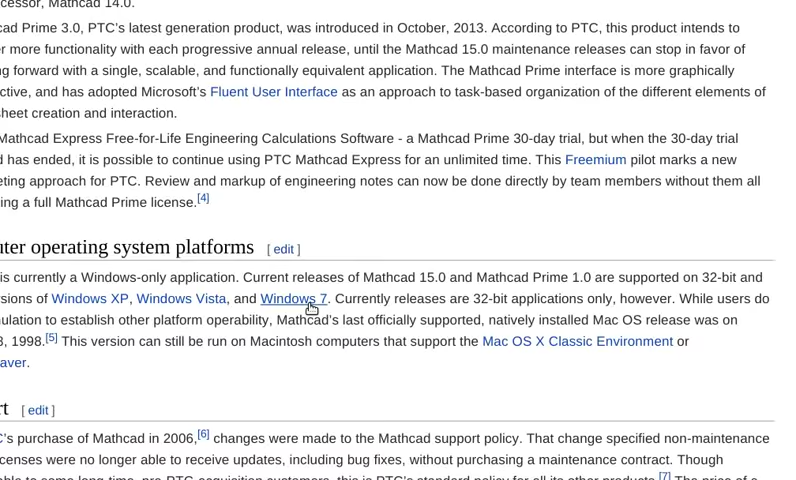 cessor, Mathcad 14.0.
cad Prime 3.0, PTC's latest generation product, was introduced in October, 2013. According to PTC, this product intends to
er more functionality with each progressive annual release, until the Mathcad 15.0 maintenance releases can stop in favor of
ng forward with a single, scalable, and functionally equivalent application. The Mathcad Prime interface is more graphically
ctive, and has adopted Microsoft's Fluent User Interface as an approach to task-based organization of the different elements of
sheet creation and interaction.
Mathcad Express Free-for-Life Engineering Calculations Software - a Mathcad Prime 30-day trial, but when the 30-day trial
d has ended, it is possible to continue using PTC Mathcad Express for an unlimited time. This Freemium pilot marks a new
eting approach for PTC. Review and markup of engineering notes can now be done directly by team members without them all
ing a full Mathcad Prime license.[4]
uter operating system platforms [ edit ]
is currently a Windows-only application. Current releases of Mathcad 15.0 and Mathcad Prime 1.0 are supported on 32-bit and
rsions of Windows XP, Windows Vista, and Windows 7. Currently releases are 32-bit applications only, however. While users do
nulation to establish other platform operability, Mathcad's last officially supported, natively installed Mac OS release was on
8, 1998.[5] This version can still be run on Macintosh computers that support the Mac OS X Classic Environment or
aver.
rt [ edit ]
C's purchase of Mathcad in 2006,[6] changes were made to the Mathcad support policy. That change specified non-maintenance
censes were no longer able to receive updates, including bug fixes, without purchasing a maintenance contract. Though
able to some long-time, pre-PTC-acquisition customers, this is PTC's standard policy for all its other products.[7] The price of a